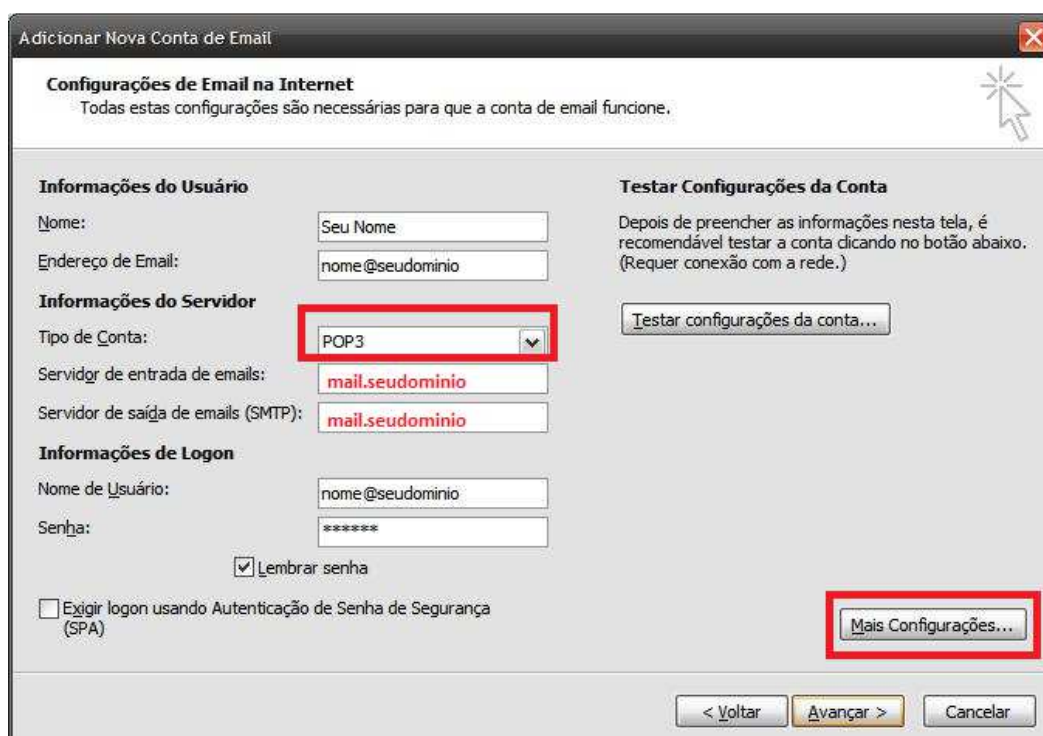 Adicionar Nova Conta de Email
Configurações de Email na Internet
Todas estas configurações são necessárias para que a conta de email funcione.
Informações do Usuário
Nome:
Seu Nome
Endereço de Email:
nome@seudominio
Informações do Servidor
Tipo de Conta:
POP3
Servidor de entrada de emails:
mail.seudominio
Servidor de saída de emails (SMTP):
mail.seudominio
Informações de Logon
Nome de Usuário:
nome@seudominio
Senha:
******
Lembrar senha
Exigir logon usando Autenticação de Senha de Segurança
(SPA)
Testar Configurações da Conta
Depois de preencher as informações nesta tela, é
recomendável testar a conta clicando no botão abaixo.
(Requer conexão com a rede.)
Testar configurações da conta...
Mais Configurações...
< Voltar
Avançar >
Cancelar